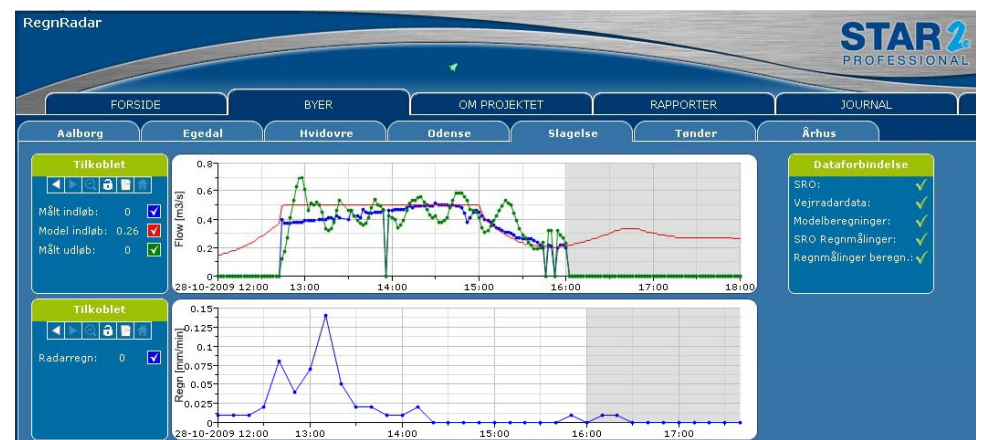 RegnRadar
STAR2.
PROFESSIONAL
FORSIDE BYER OM PROJEKTET RAPPORTER JOURNAL
Aalborg Egedal Hvidovre Odense Slagelse Tønder Århus
Tilkoblet
Målt indløb: 0
Model indløb: 0.26
Målt udløb: 0
Flow [m3/s]
0.8
0.6
0.4
0.2
0
28-10-2009 12:00 13:00 14:00 15:00 16:00 17:00 18:00
Dataforbindelse
SRO:
Vejrradardata:
Modelberegninger:
SRO Regnmålinger:
Regnmålinger beregn.:
Tilkoblet
Radarregn: 0
Regn [mm/min]
0.15
0.125
0.1
0.075
0.05
0.025
0
28-10-2009 12:00 13:00 14:00 15:00 16:00 17:00